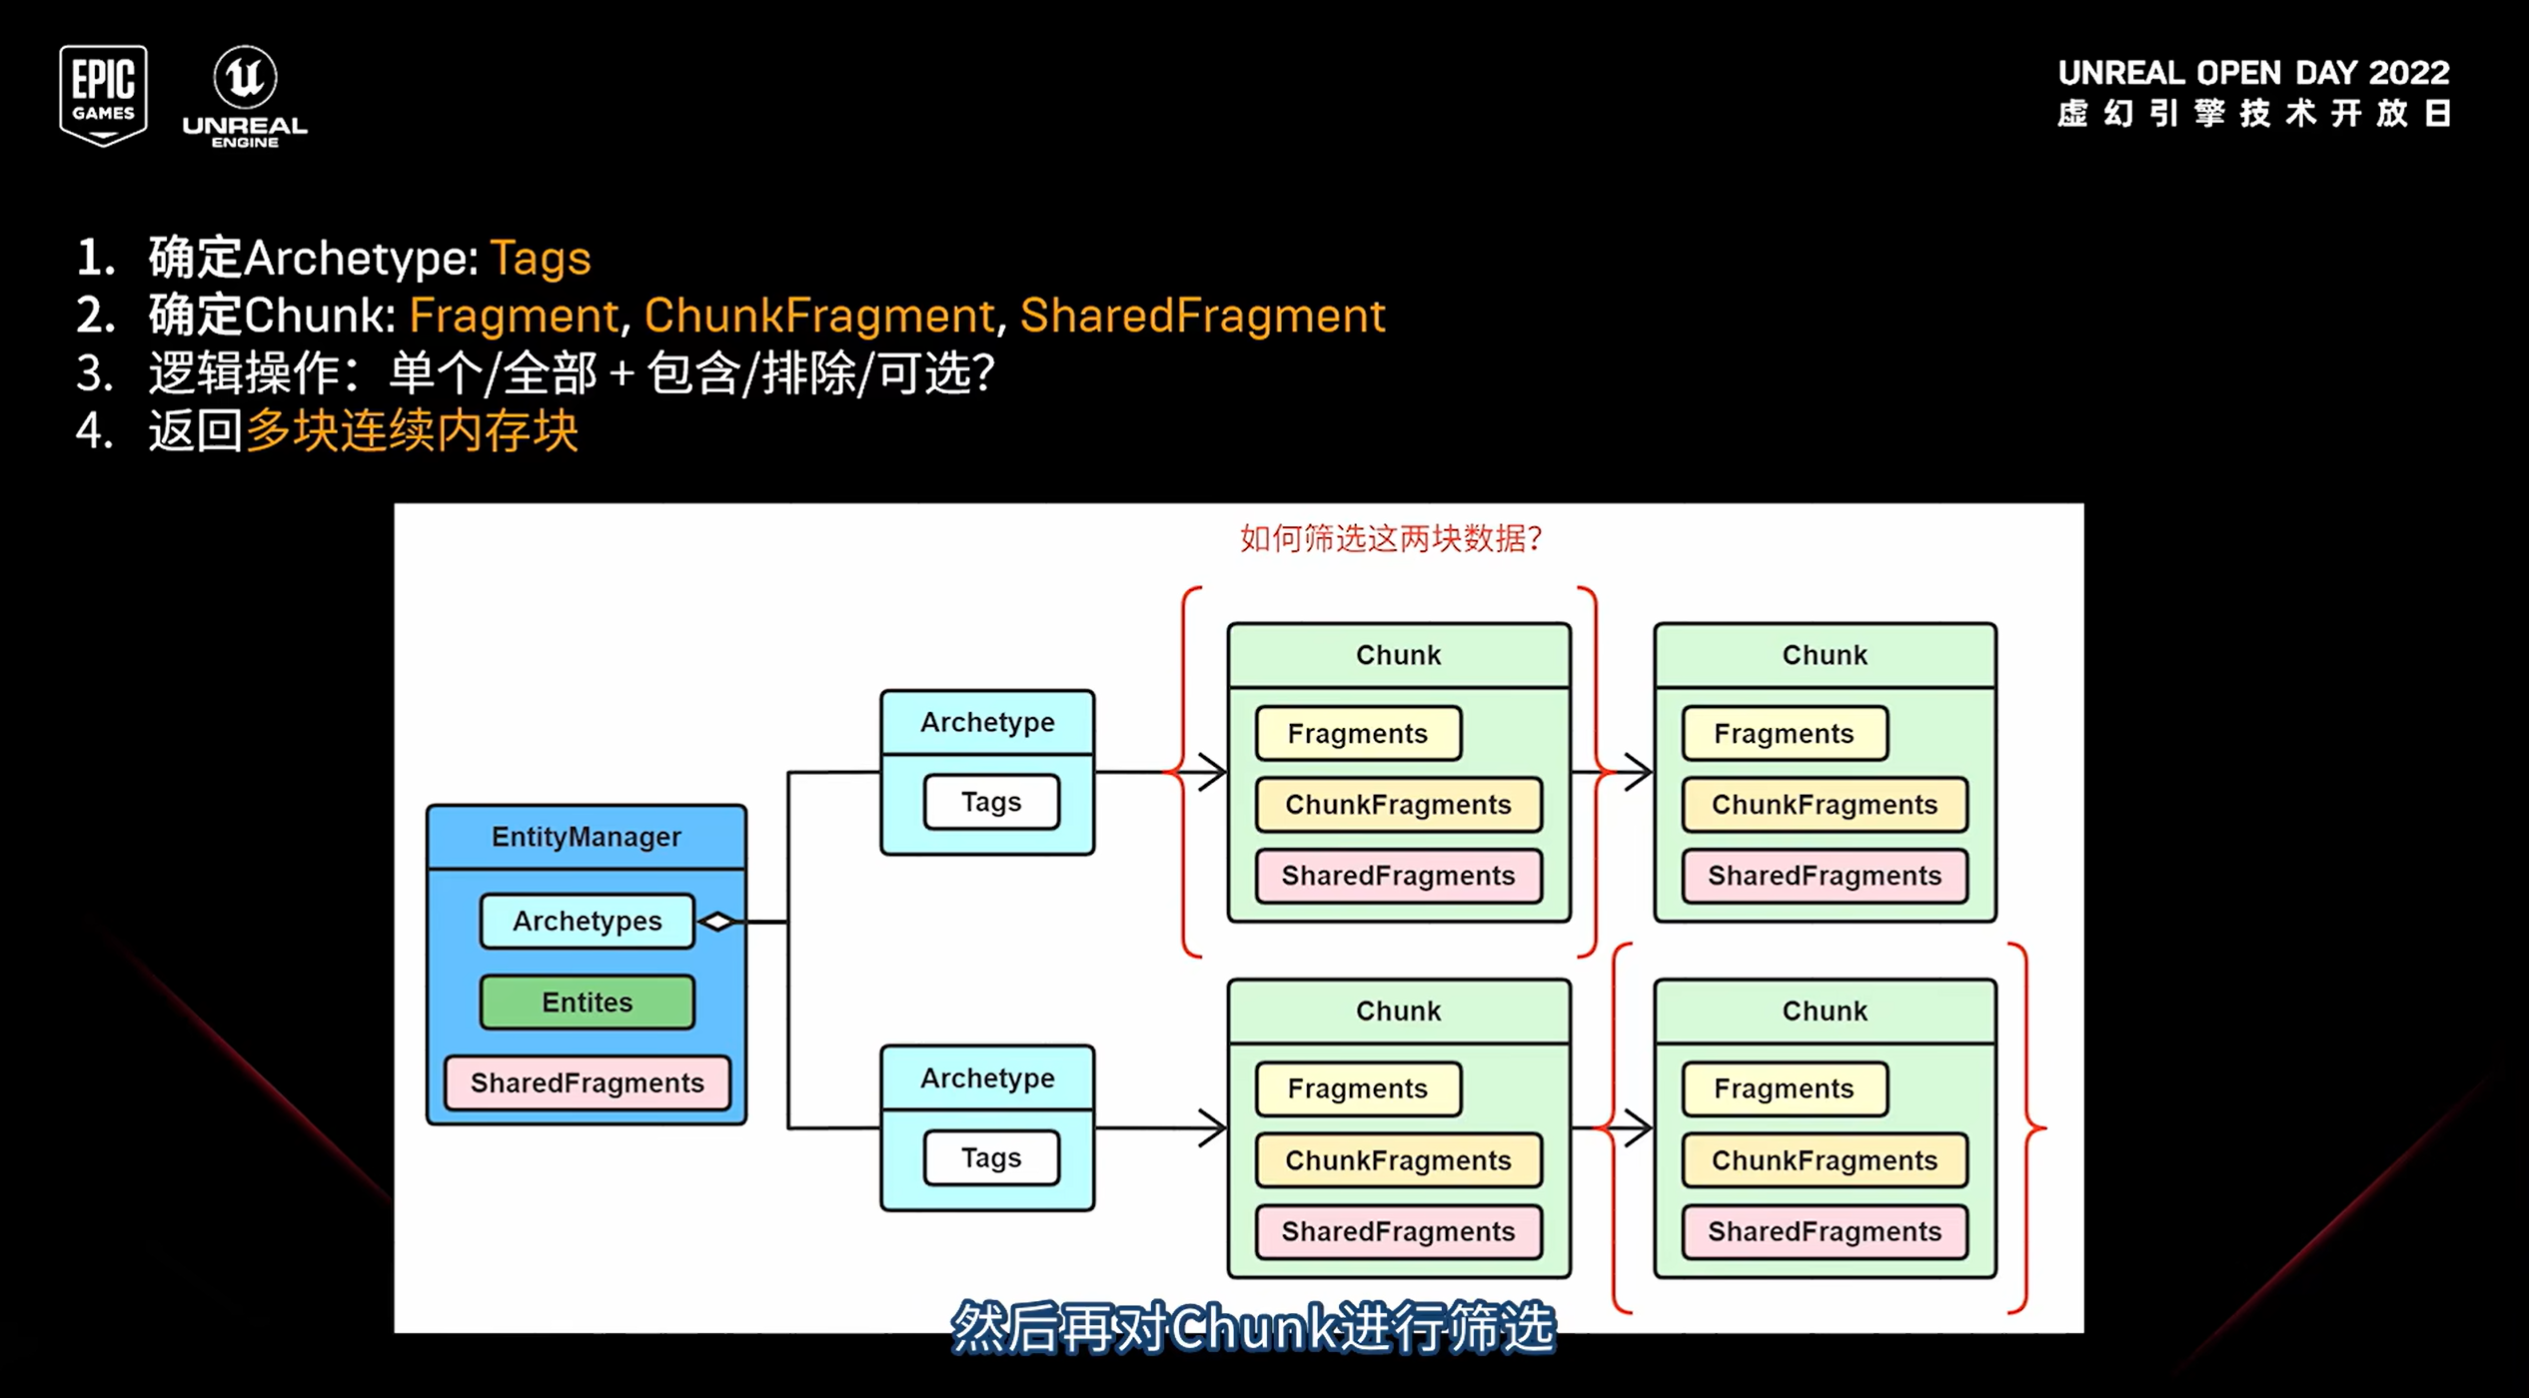 EPIC
GAMES
UNREAL
ENGINE
UNREAL OPEN DAY 2022
虚幻引擎技术开放日
1. 确定Archetype: Tags
2. 确定Chunk: Fragment, ChunkFragment, SharedFragment
3. 逻辑操作：单个/全部 + 包含/排除/可选？
4. 返回多块连续内存块
如何筛选这两块数据？
EntityManager
Archetypes
Entites
SharedFragments
Archetype
Tags
Chunk
Fragments
ChunkFragments
SharedFragments
Chunk
Fragments
ChunkFragments
SharedFragments
Archetype
Tags
Chunk
Fragments
ChunkFragments
SharedFragments
Chunk
Fragments
ChunkFragments
SharedFragments
然后再对Chunk进行筛选